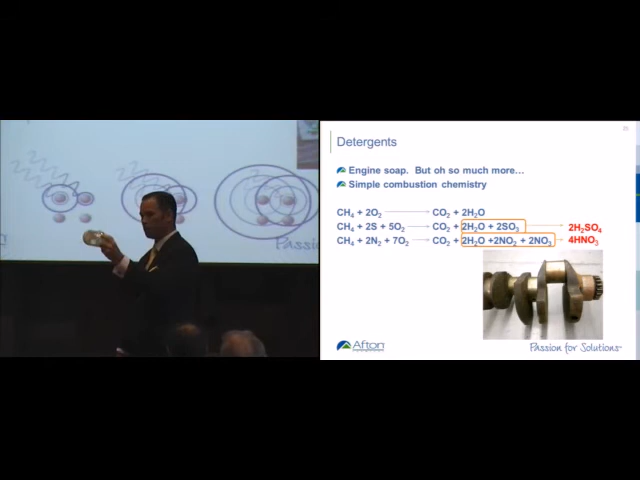 Detergents
Engine soap. But oh so much more…
Simple combustion chemistry
CH₄ + 2O₂ → CO₂ + 2H₂O
CH₄ + 2S + 5O₂ → CO₂ + 2H₂O + 2SO₃ → 2H₂SO₄
CH₄ + 2N₂ + 7O₂ → CO₂ + 2H₂O +2NO₂ + 2NO₃ → 4HNO₃
Afton
Passion for Solutions
Passi